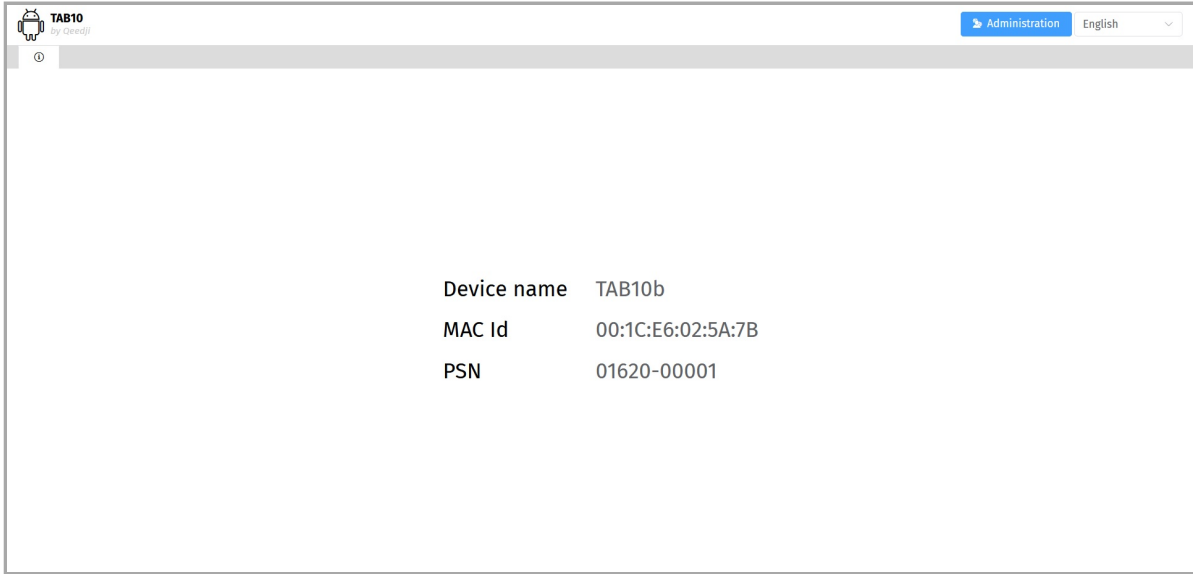 TAB10
by Qeedji
Administration
English
Device name TAB10b
MAC Id 00:1C:E6:02:5A:7B
PSN 01620-00001